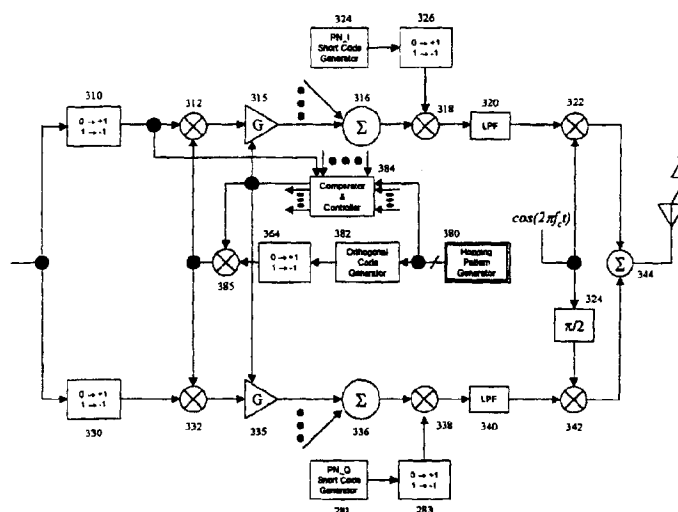 324
326
PN_I
Short Code
Generator
0 → +1
1 → -1
310
312
315
316
318
320
322
0 → +1
1 → -1
G
Σ
LPF
384
Comparator
&
Controller
cos(2πf_c t)
364
382
380
0 → +1
1 → -1
Orthogonal
Code
Generator
Hopping
Pattern
Generator
385
Σ
344
324
π/2
0 → +1
1 → -1
G
Σ
LPF
330
332
335
336
338
340
342
PN_Q
Short Code
Generator
0 → +1
1 → -1
281
283